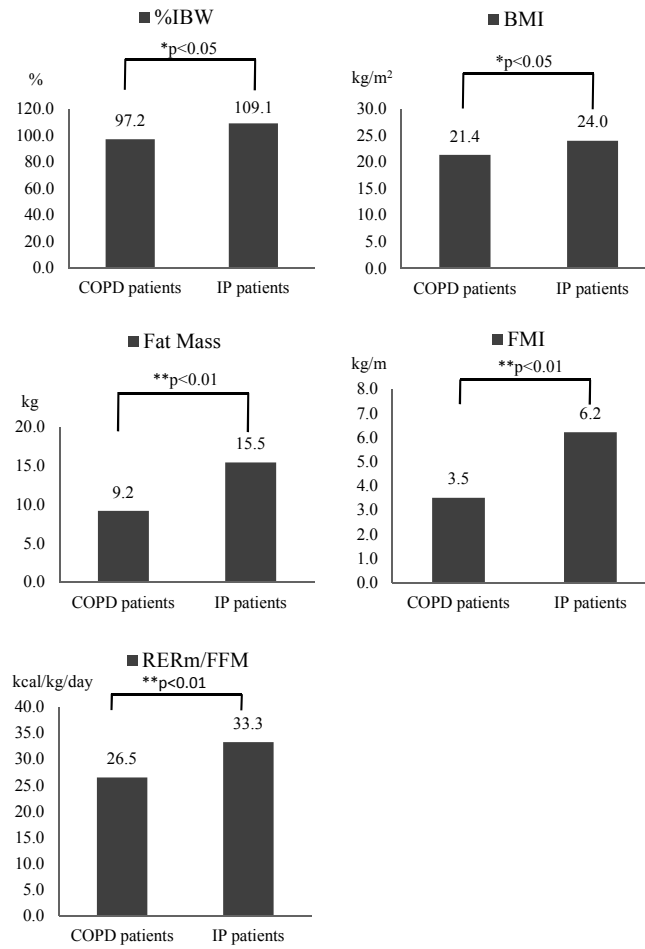 %IBW
*p<0.05
%
120.0
100.0
80.0
60.0
40.0
20.0
0.0
97.2
109.1
COPD patients IP patients
BMI
*p<0.05
kg/m²
30.0
25.0
20.0
15.0
10.0
5.0
0.0
21.4
24.0
COPD patients IP patients
Fat Mass
**p<0.01
kg
20.0
15.0
10.0
5.0
0.0
9.2
15.5
COPD patients IP patients
FMI
kg/m
**p<0.01
8.0
7.0
6.0
5.0
4.0
3.0
2.0
1.0
0.0
3.5
6.2
COPD patients IP patients
RERm/FFM
kcal/kg/day
**p<0.01
40.0
35.0
30.0
25.0
20.0
15.0
10.0
5.0
0.0
26.5
33.3
COPD patients IP patients